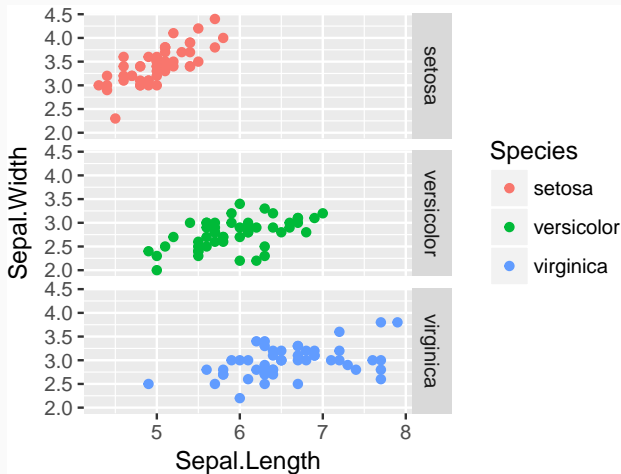 Sepal.Width
4.5
4.0
3.5
3.0
2.5
2.0
setosa
4.5
4.0
3.5
3.0
2.5
2.0
versicolor
4.5
4.0
3.5
3.0
2.5
2.0
virginica
5 6 7 8
Sepal.Length
Species
setosa
versicolor
virginica